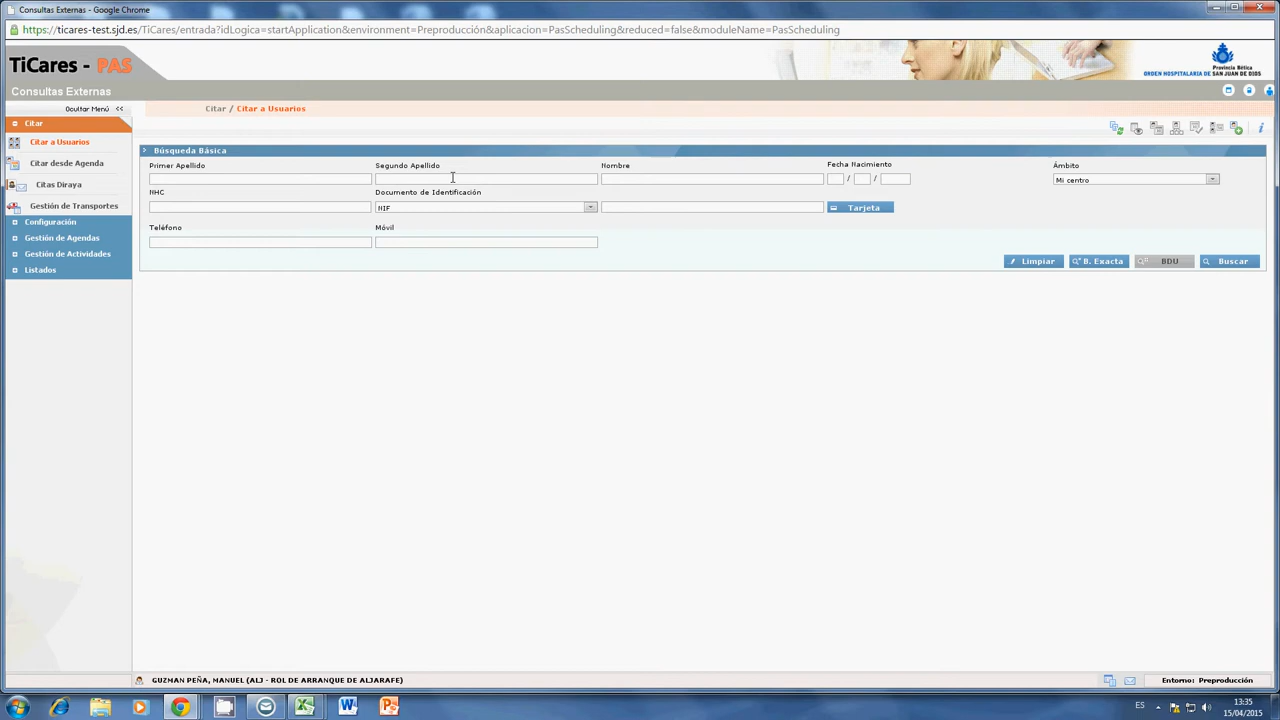 Consultas Externas - Google Chrome
https://ticares-test.sjd.es/TiCares/entrada?idLogica=startApplication&environment=Preproducción&aplicacion=PasScheduling&reduced=false&moduleName=PasScheduling
TiCares - PAS
Provincia Bética
ORDEN HOSPITALARIA DE SAN JUAN DE DIOS
Consultas Externas
Ocultar Menú <<
Citar / Citar a Usuarios
Citar
Citar a Usuarios
Citar desde Agenda
Citas Diraya
Gestión de Transportes
Configuración
Gestión de Agendas
Gestión de Actividades
Listados
Búsqueda Básica
Primer Apellido
Segundo Apellido
Nombre
Fecha Nacimiento
Ámbito
/ /
Mi centro
NHC
Documento de Identificación
NIF
Tarjeta
Teléfono
Móvil
Limpiar
B. Exacta
BDU
Buscar
GUZMAN PEÑA, MANUEL (ALJ - ROL DE ARRANQUE DE ALJARAFE)
Entorno: Preproducción
ES
13:35
15/04/2015